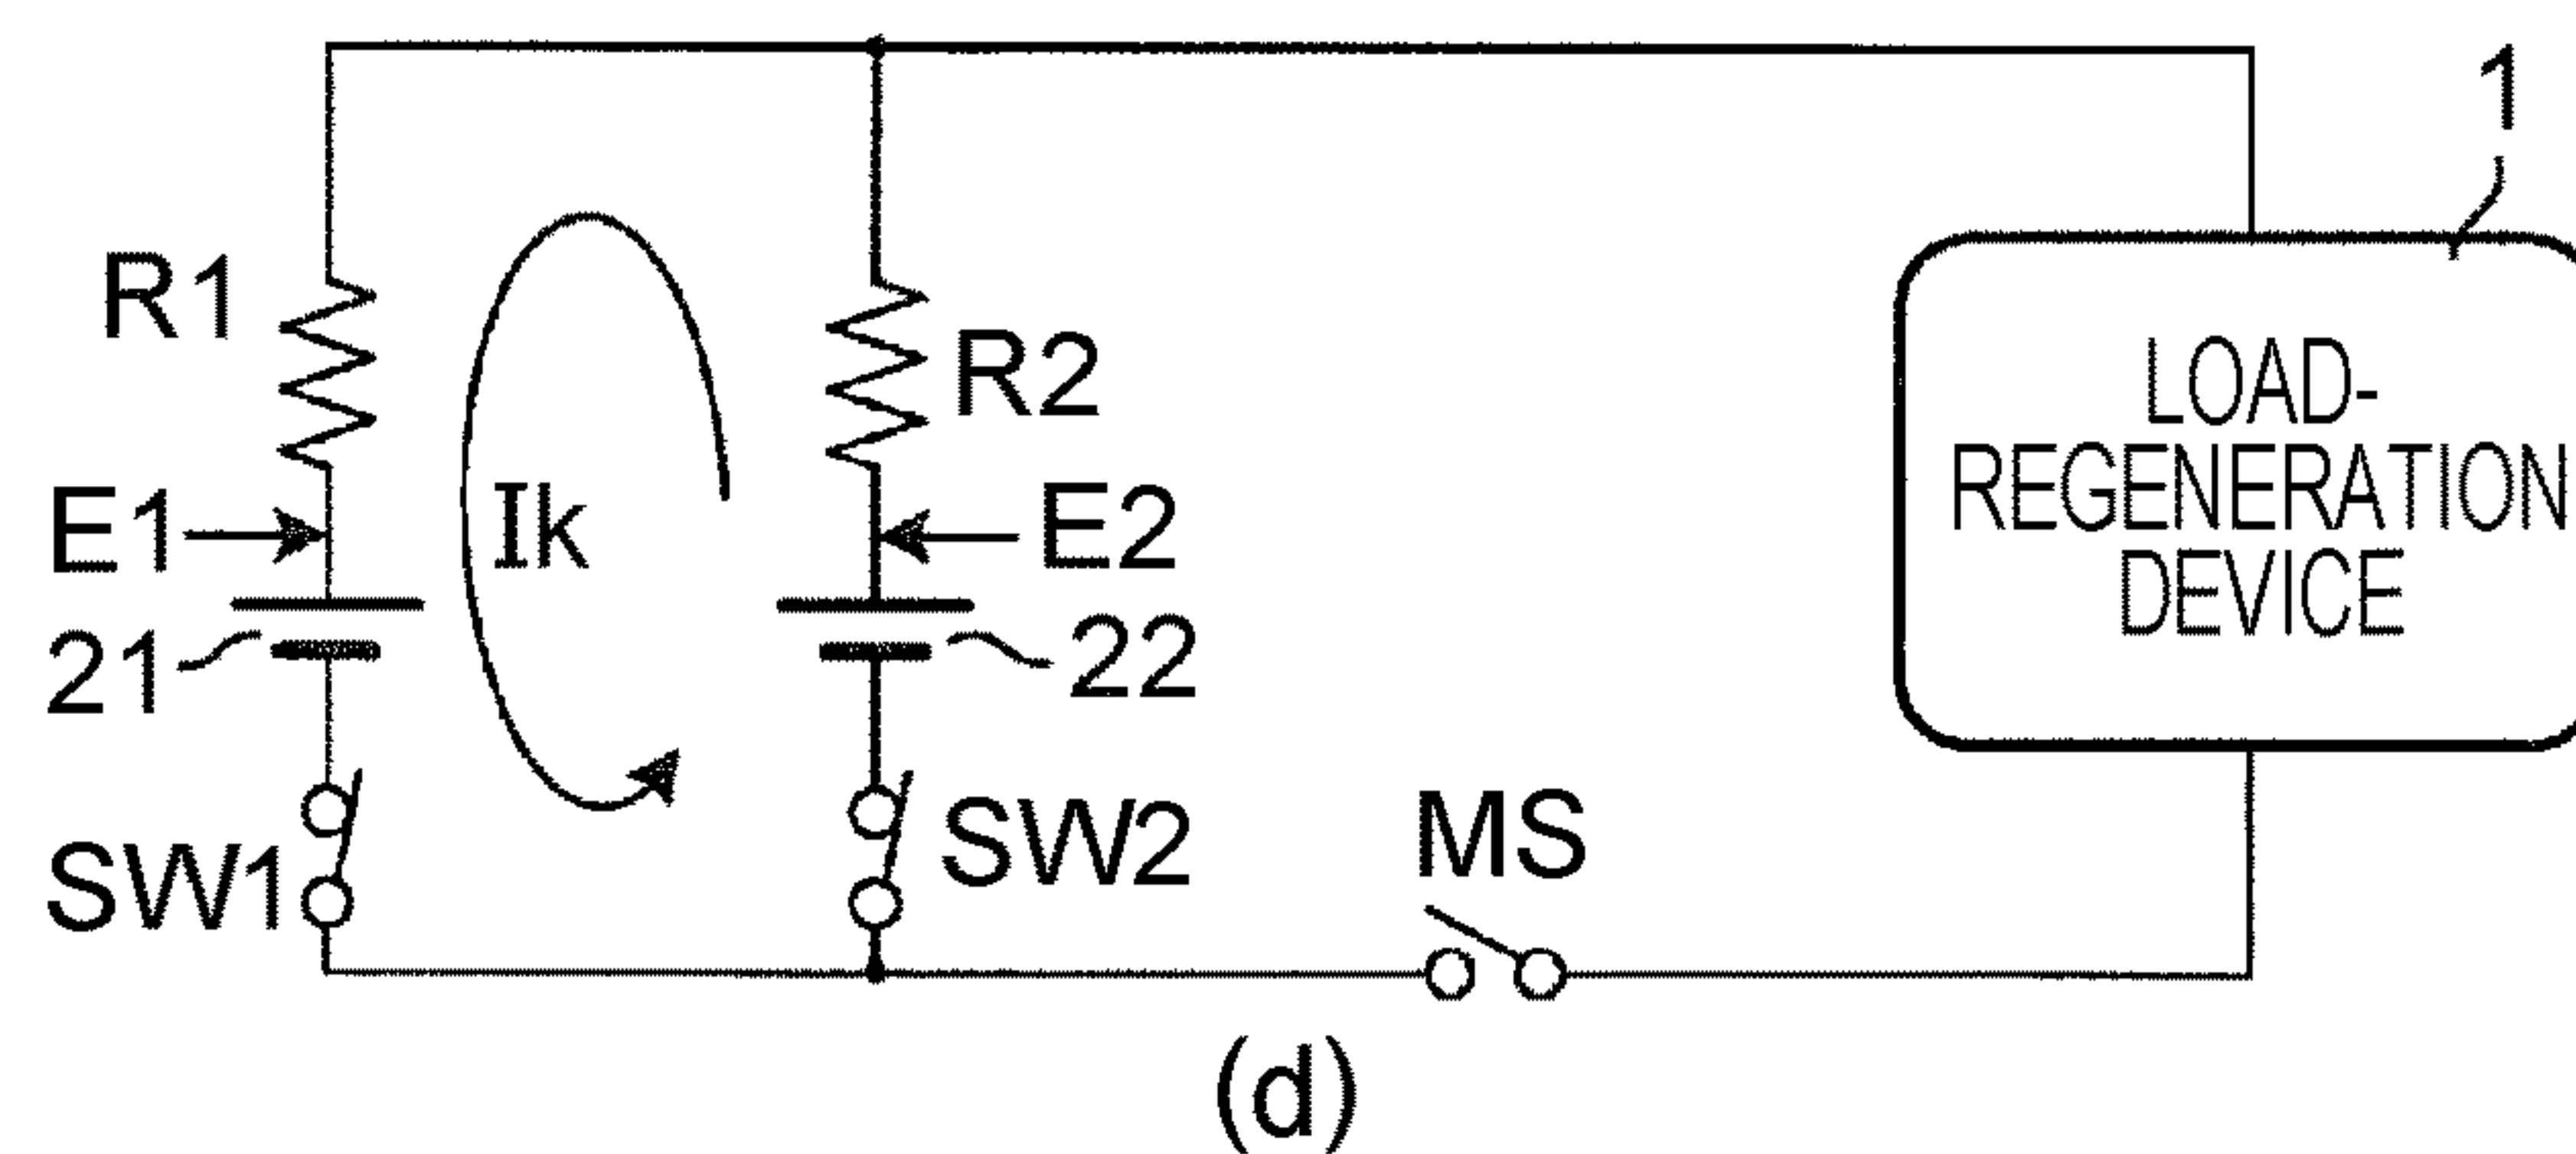 1
R1
R2
LOAD-
REGENERATION
DEVICE
E1
Ik
E2
21
22
SW1
SW2
MS
(d)